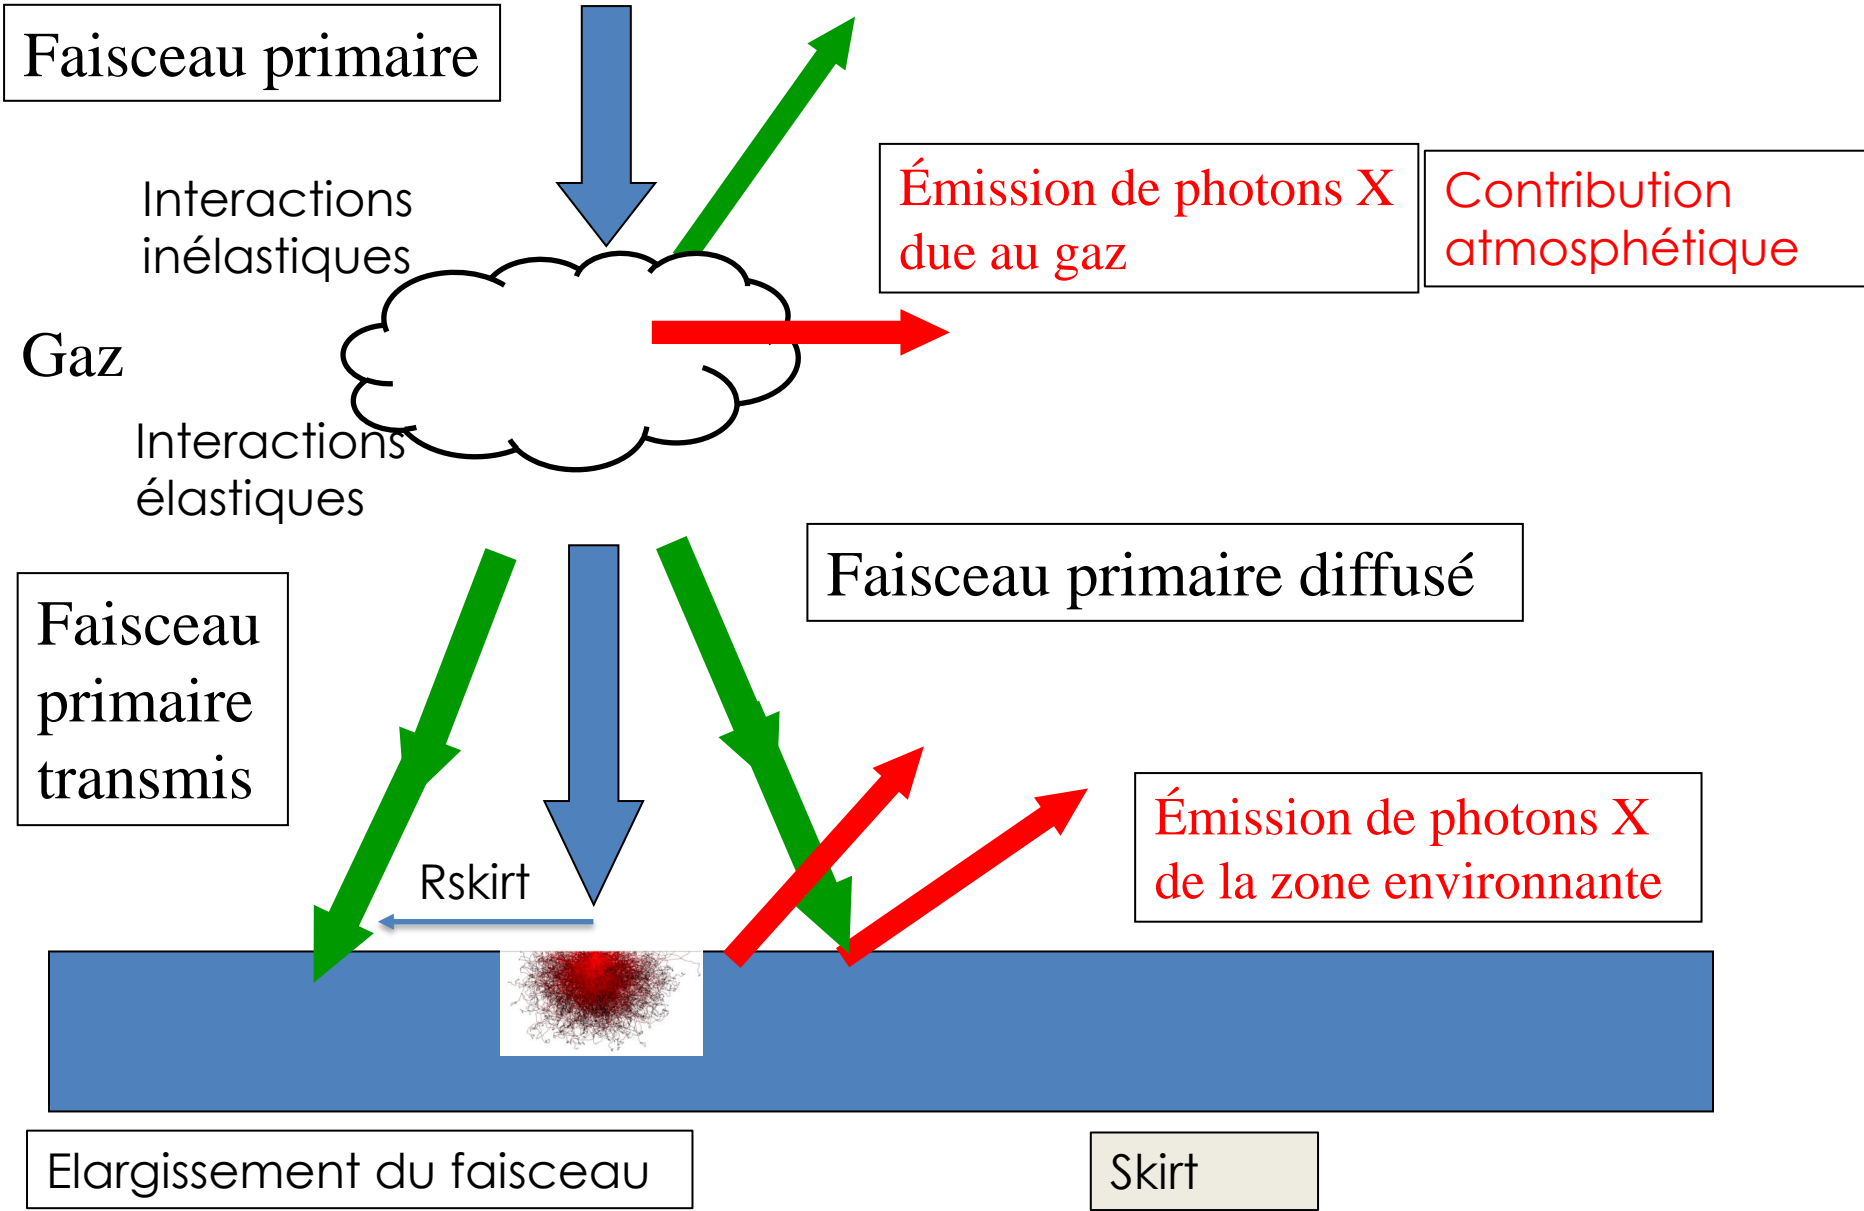 Faisceau primaire
Interactions
inélastiques
Émission de photons X
due au gaz
Contribution
atmosphétique
Gaz
Interactions
élastiques
Faisceau primaire diffusé
Faisceau
primaire
transmis
Rskirt
Émission de photons X
de la zone environnante
Elargissement du faisceau
Skirt